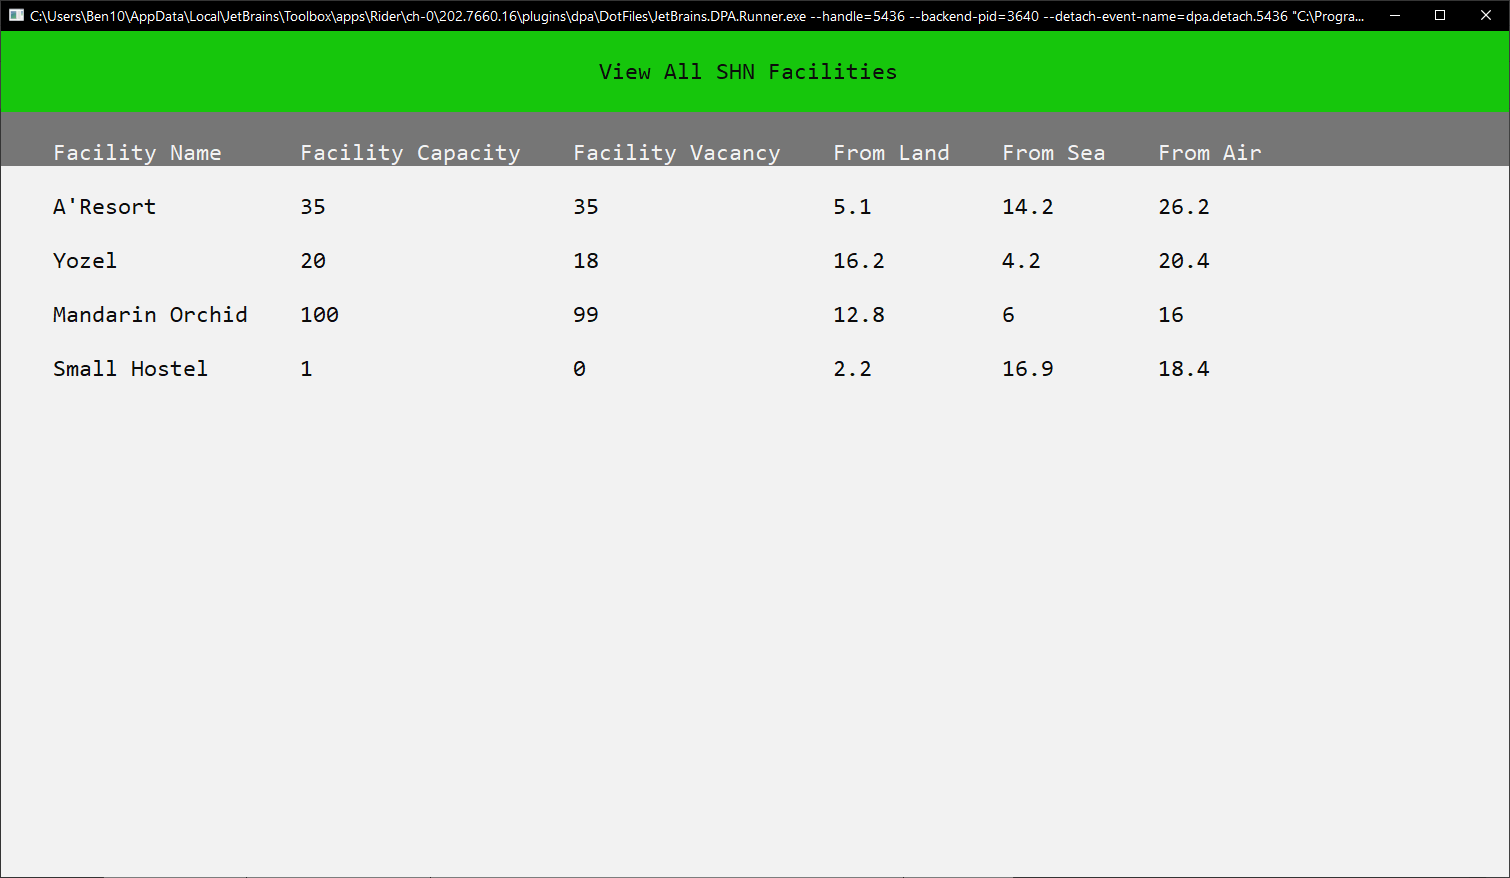 C:\Users\Ben10\AppData\Local\JetBrains\Toolbox\apps\Rider\ch-0\202.7660.16\plugins\dpa\DotFiles\JetBrains.DPA.Runner.exe --handle=5436 --backend-pid=3640 --detach-event-name=dpa.detach.5436 "C:\Progra...
View All SHN Facilities
Facility Name Facility Capacity Facility Vacancy From Land From Sea From Air
A'Resort 35 35 5.1 14.2 26.2
Yozel 20 18 16.2 4.2 20.4
Mandarin Orchid 100 99 12.8 6 16
Small Hostel 1 0 2.2 16.9 18.4